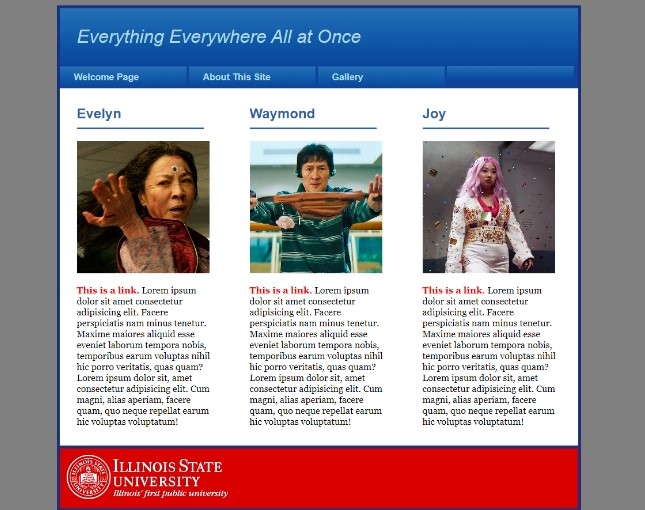 Everything Everywhere All at Once
Welcome Page
About This Site
Gallery
Evelyn
This is a link. Lorem ipsum
dolor sit amet consectetur
adipisicing elit. Facere
perspiciatis nam minus tenetur.
Maxime maiores aliquid esse
eveniet laborum tempora nobis,
temporibus earum voluptas nihil
hic porro veritatis, quas quam?
Lorem ipsum dolor sit, amet
consectetur adipisicing elit. Cum
magni, alias aperiam, facere
quam, quo neque repellat earum
hic voluptas voluptatum!
Waymond
This is a link. Lorem ipsum
dolor sit amet consectetur
adipisicing elit. Facere
perspiciatis nam minus tenetur.
Maxime maiores aliquid esse
eveniet laborum tempora nobis,
temporibus earum voluptas nihil
hic porro veritatis, quas quam?
Lorem ipsum dolor sit, amet
consectetur adipisicing elit. Cum
magni, alias aperiam, facere
quam, quo neque repellat earum
hic voluptas voluptatum!
Joy
This is a link. Lorem ipsum
dolor sit amet consectetur
adipisicing elit. Facere
perspiciatis nam minus tenetur.
Maxime maiores aliquid esse
eveniet laborum tempora nobis,
temporibus earum voluptas nihil
hic porro veritatis, quas quam?
Lorem ipsum dolor sit, amet
consectetur adipisicing elit. Cum
magni, alias aperiam, facere
quam, quo neque repellat earum
hic voluptas voluptatum!
ILLINOIS STATE
UNIVERSITY
Illinois' first public university